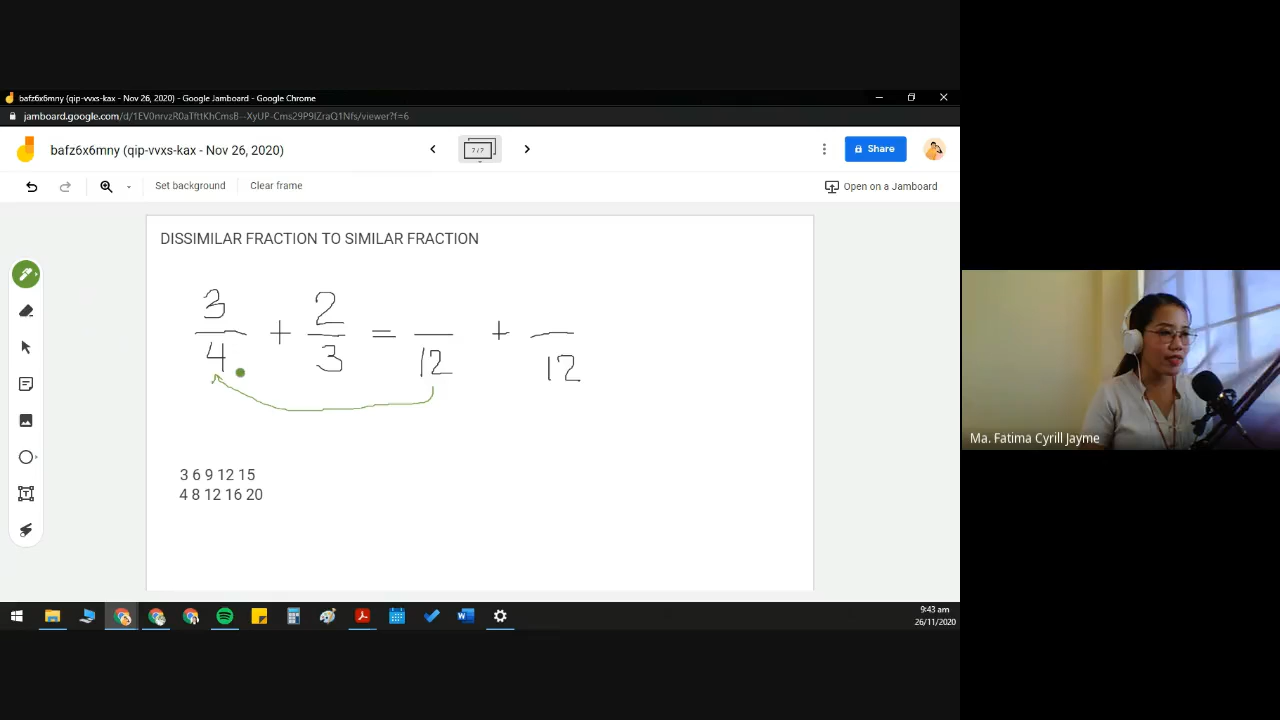 bafz6x6mny (qip-vvxs-kax - Nov 26, 2020) - Google Jamboard - Google Chrome
jamboard.google.com/d/1EV0nrvzR0aTfttKhCmsB--XyUP-Cms29P9IZraQ1Nfs/viewer?f=6
bafz6x6mny (qip-vvxs-kax - Nov 26, 2020)
7/7
Share
Set background
Clear frame
Open on a Jamboard
DISSIMILAR FRACTION TO SIMILAR FRACTION
3 2
+ = +
4 3 12 12
3 6 9 12 15
4 8 12 16 20
Ma. Fatima Cyrill Jayme
9:43 am
26/11/2020